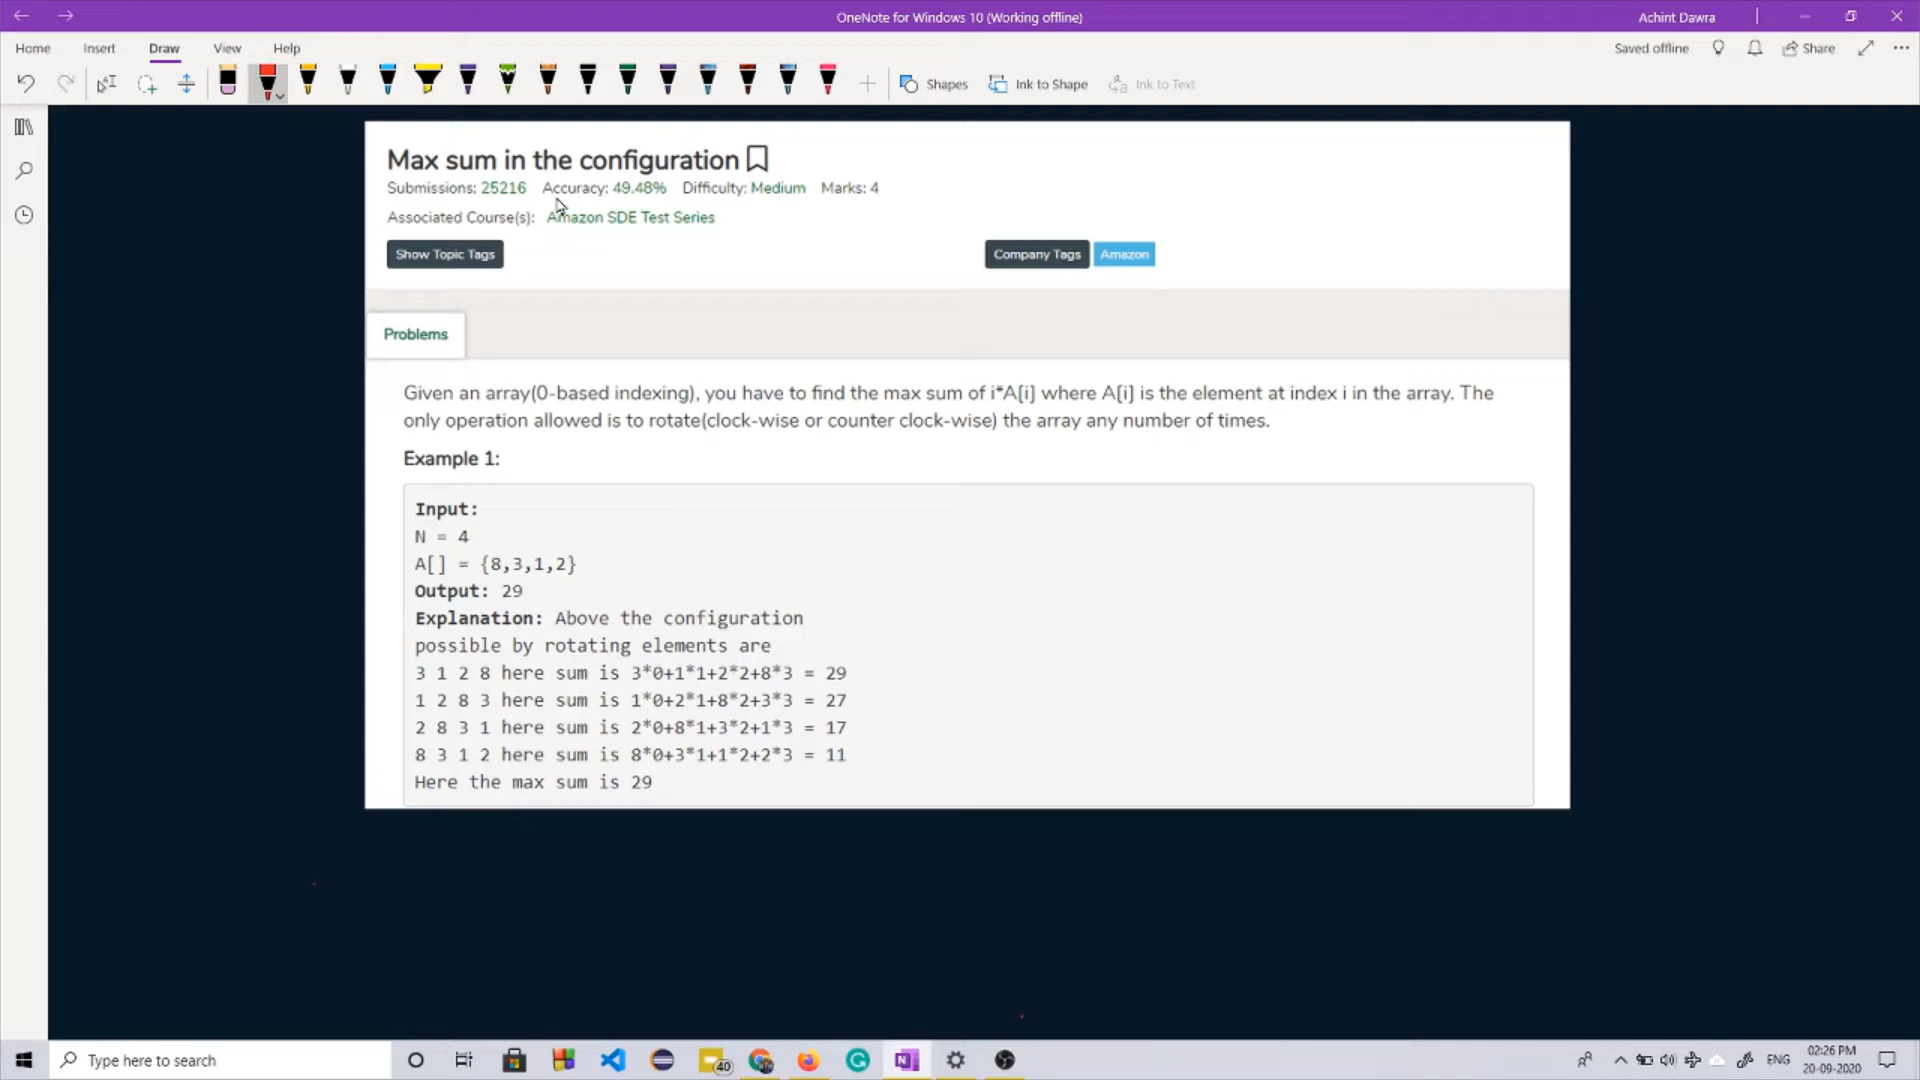 OneNote for Windows 10 (Working offline)
Achint Dawra
Home Insert Draw View Help
Saved offline
Share
Shapes
Ink to Shape
Ink to Text
Max sum in the configuration
Submissions: 25216 Accuracy: 49.48% Difficulty: Medium Marks: 4
Associated Course(s): Amazon SDE Test Series
Show Topic Tags
Company Tags Amazon
Problems
Given an array(0-based indexing), you have to find the max sum of i*A[i] where A[i] is the element at index i in the array. The
only operation allowed is to rotate(clock-wise or counter clock-wise) the array any number of times.
Example 1:
Input:
N = 4
A[] = {8,3,1,2}
Output: 29
Explanation: Above the configuration
possible by rotating elements are
3 1 2 8 here sum is 3*0+1*1+2*2+8*3 = 29
1 2 8 3 here sum is 1*0+2*1+8*2+3*3 = 27
2 8 3 1 here sum is 2*0+8*1+3*2+1*3 = 17
8 3 1 2 here sum is 8*0+3*1+1*2+2*3 = 11
Here the max sum is 29
Type here to search
40
ENG
02:26 PM
20-09-2020